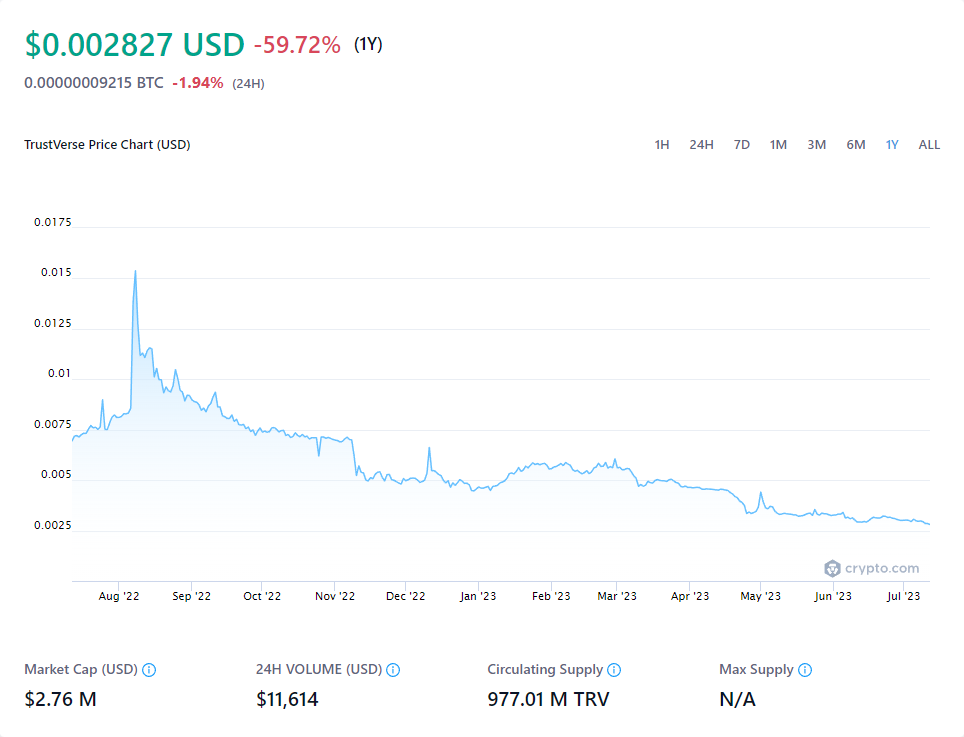 $0.002827 USD -59.72% (1Y)
0.00000009215 BTC -1.94% (24H)
TrustVerse Price Chart (USD) 1H 24H 7D 1M 3M 6M 1Y ALL
0.0175
0.015
0.0125
0.01
0.0075
0.005
0.0025
crypto.com
Aug '22 Sep '22 Oct '22 Nov '22 Dec '22 Jan '23 Feb '23 Mar '23 Apr '23 May '23 Jun '23 Jul '23
Market Cap (USD) 24H VOLUME (USD) Circulating Supply Max Supply
$2.76 M $11,614 977.01 M TRV N/A